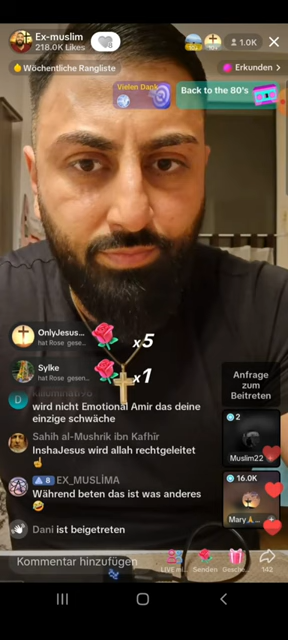 Ex-muslim
218.0K Likes
1.0K
Wöchentliche Rangliste
Erkunden >
Vielen Dank
Back to the 80's
OnlyJesus...
hat Rose gese...
x5
Sylke
hat Rose gesen...
x1
Anfrage
zum
Beitreten
wird nicht Emotional Amir das deine
einzige schwäche
2
Muslim22
Sahih al-Mushrik ibn Kafhir
InshaJesus wird allah rechtgeleitet
16.0K
Mary
8 EX_MUSLİMA
Während beten das ist was anderes
Dani ist beigetreten
Kommentar hinzufügen
Senden
142